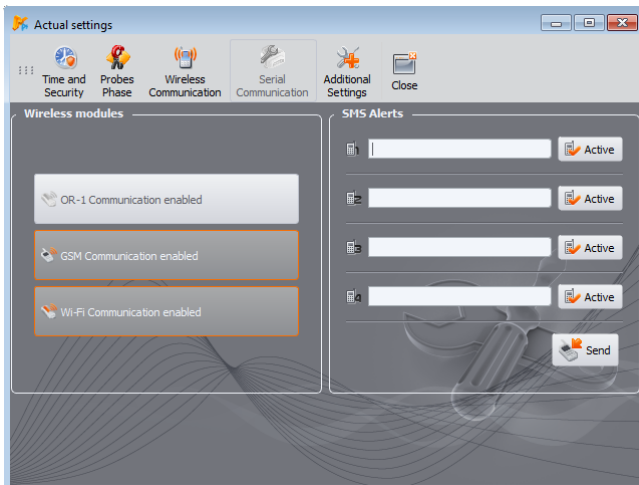 Actual settings
Time and Security
Probes Phase
Wireless Communication
Serial Communication
Additional Settings
Close
Wireless modules
SMS Alerts
1
Active
OR-1 Communication enabled
2
Active
GSM Communication enabled
3
Active
Wi-Fi Communication enabled
4
Active
Send